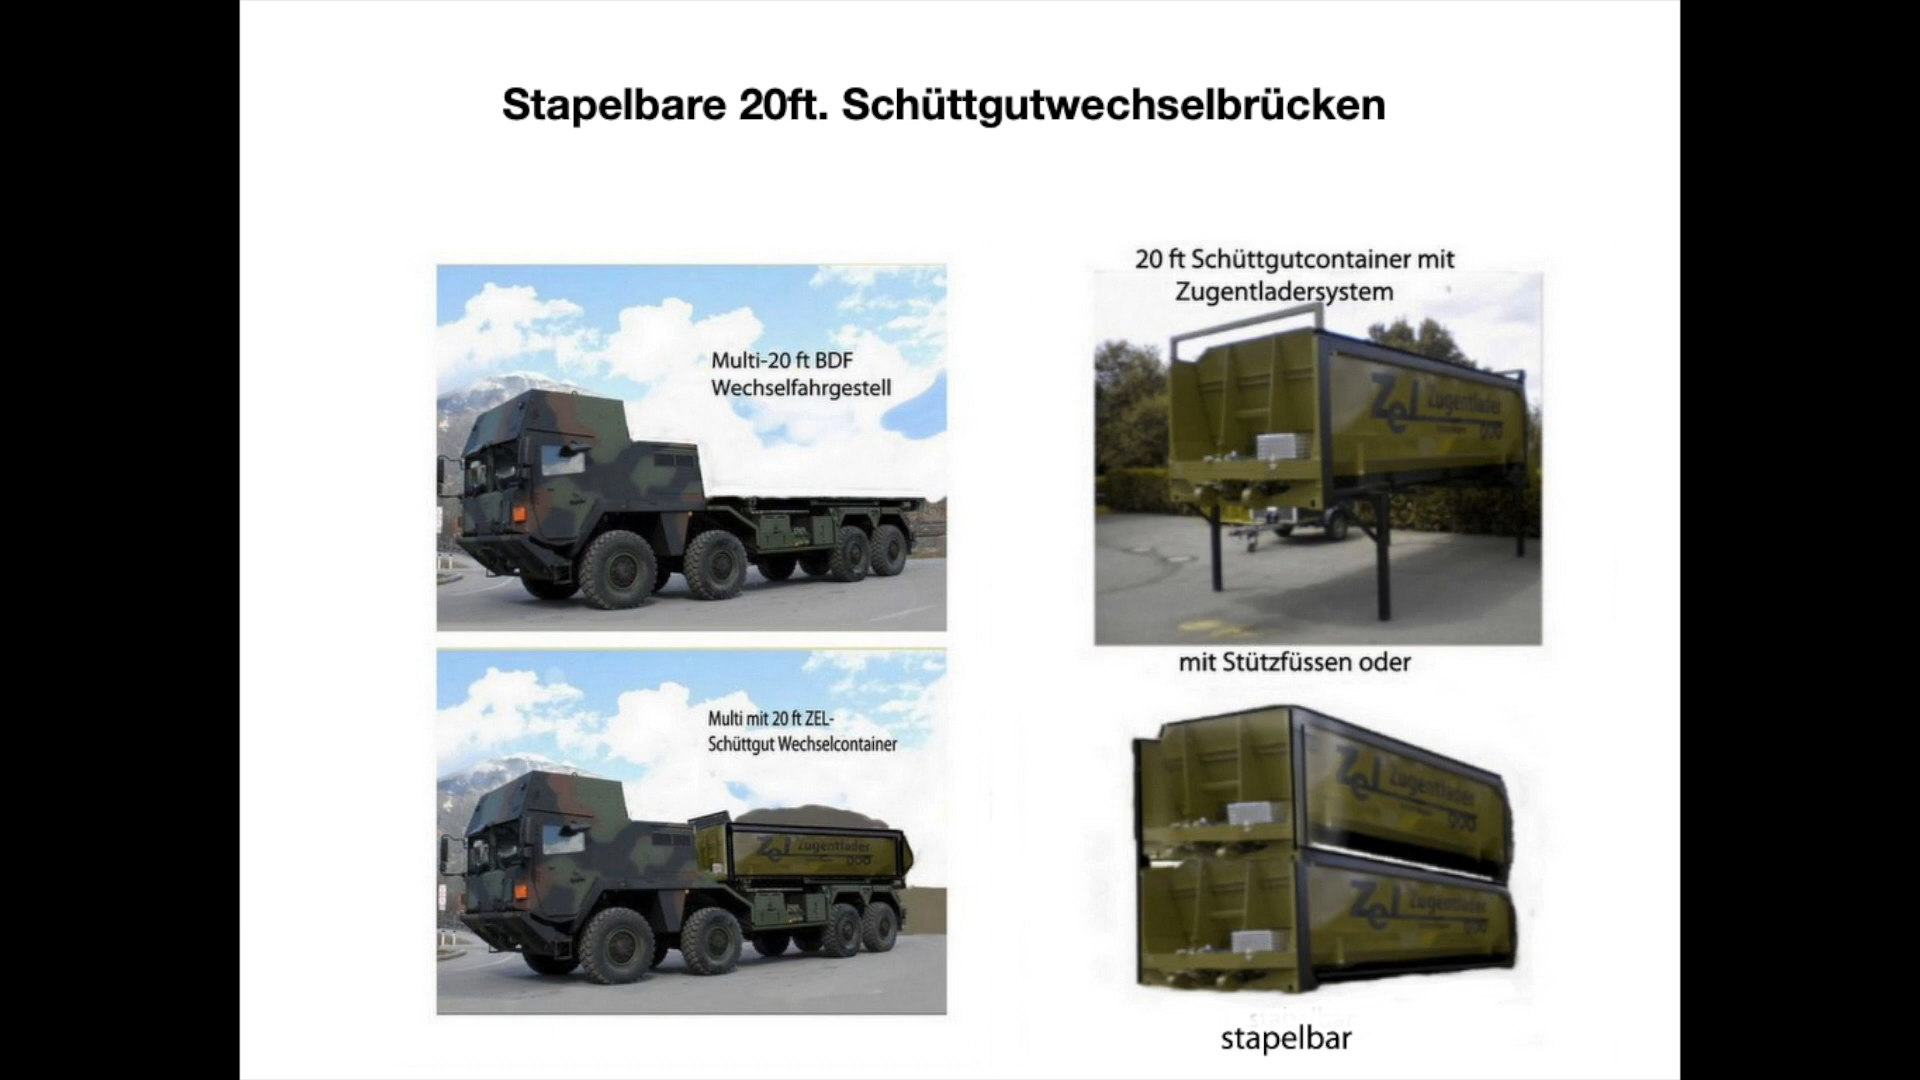 Stapelbare 20ft. Schüttgutwechselbrücken
Multi-20 ft BDF
Wechselfahrgestell
Multi mit 20 ft ZEL-
Schüttgut Wechselcontainer
Zel Zugentlader
20 ft Schüttgutcontainer mit
Zugentladersystem
Zel Zugentlader
mit Stützfüssen oder
Zel Zugentlader
Zel Zugentlader
stapelbar
stapelbar